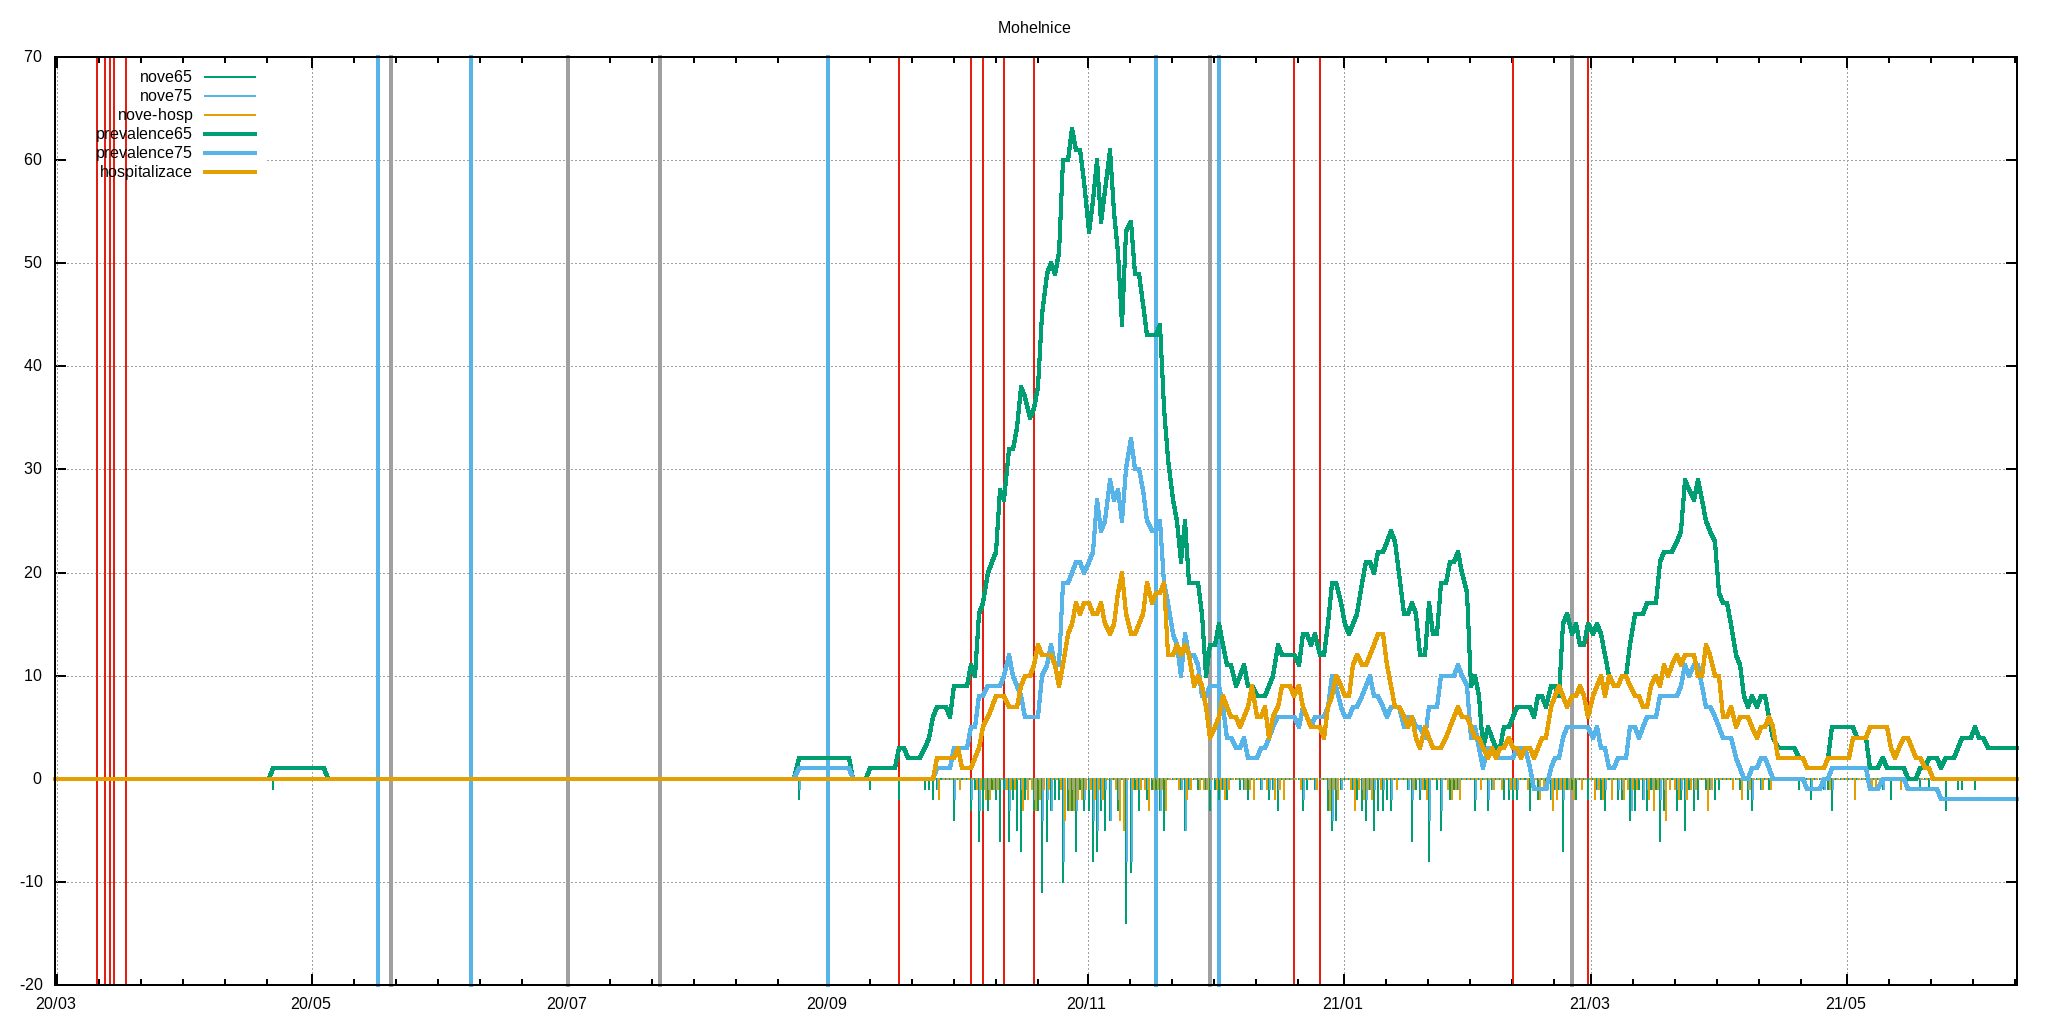 Mohelnice
70
60
50
40
30
20
10
0
-10
-20
nove65
nove75
nove-hosp
prevalence65
prevalence75
hospitalizace
20/03 20/05 20/07 20/09 20/11 21/01 21/03 21/05